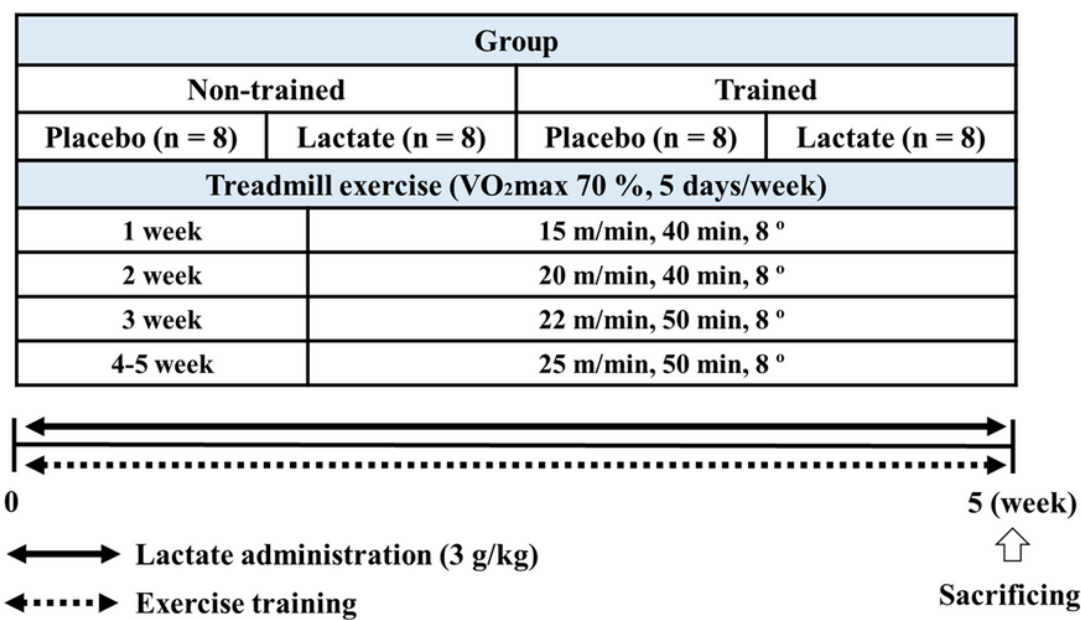 Group
Non-trained Trained
Placebo (n = 8) Lactate (n = 8) Placebo (n = 8) Lactate (n = 8)
Treadmill exercise (VO₂max 70 %, 5 days/week)
1 week 15 m/min, 40 min, 8 º
2 week 20 m/min, 40 min, 8 º
3 week 22 m/min, 50 min, 8 º
4-5 week 25 m/min, 50 min, 8 º
0 5 (week)
Lactate administration (3 g/kg)
Exercise training Sacrificing